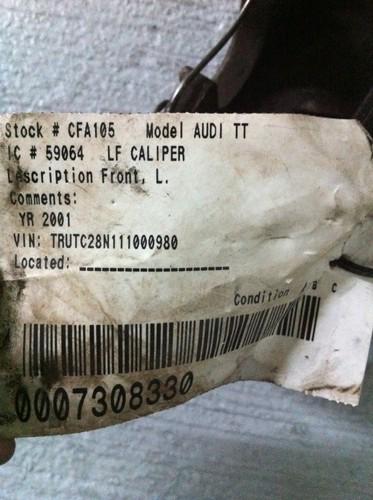 Stock # CFA105 Model AUDI TT
IC # 59064 LF CALIPER
Description Front, L.
Comments:
YR 2001
VIN: TRUTC28N111000980
Located:
Condition A B C
0007308330